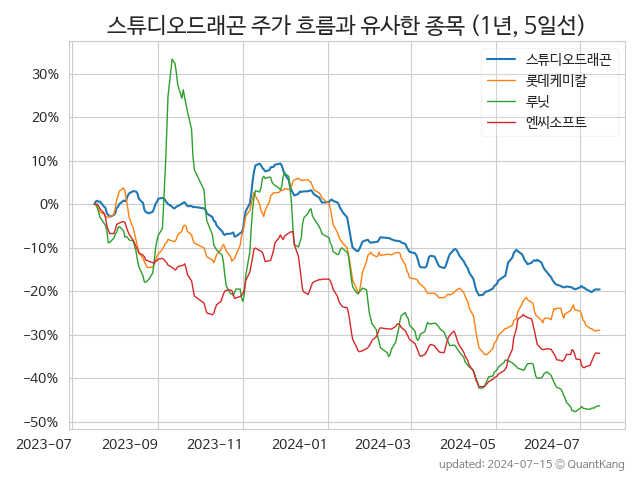 스튜디오드래곤 주가 흐름과 유사한 종목 (1년, 5일선)
스튜디오드래곤
롯데케미칼
루닛
엔씨소프트
30%
20%
10%
0%
−10%
−20%
−30%
−40%
−50%
2023-07 2023-09 2023-11 2024-01 2024-03 2024-05 2024-07
updated: 2024-07-15 © QuantKang